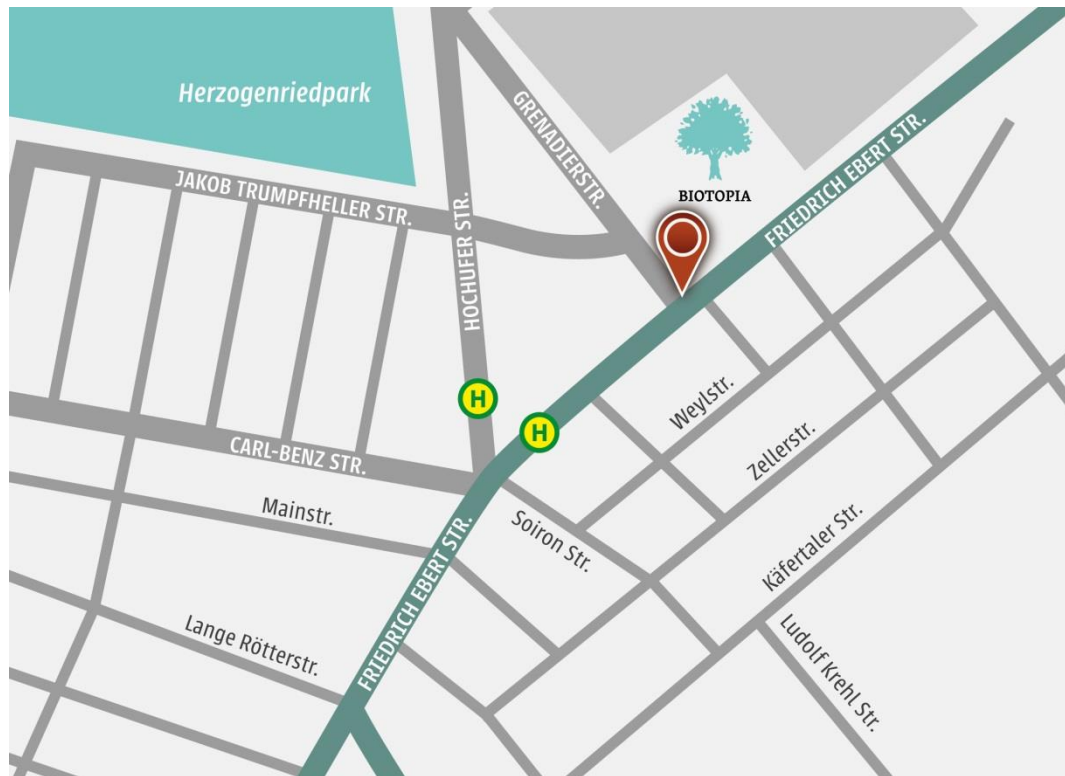 Herzogenriedpark
GRENADIERSTR.
BIOTOPIA
FRIEDRICH EBERT STR.
JAKOB TRUMPFHELLER STR.
HOCHUFER STR.
H
H
Weylstr.
CARL-BENZ STR.
Zellerstr.
Mainstr.
Soiron Str.
Käfertaler Str.
FRIEDRICH EBERT STR.
Lange Rötterstr.
Ludolf Krehl Str.